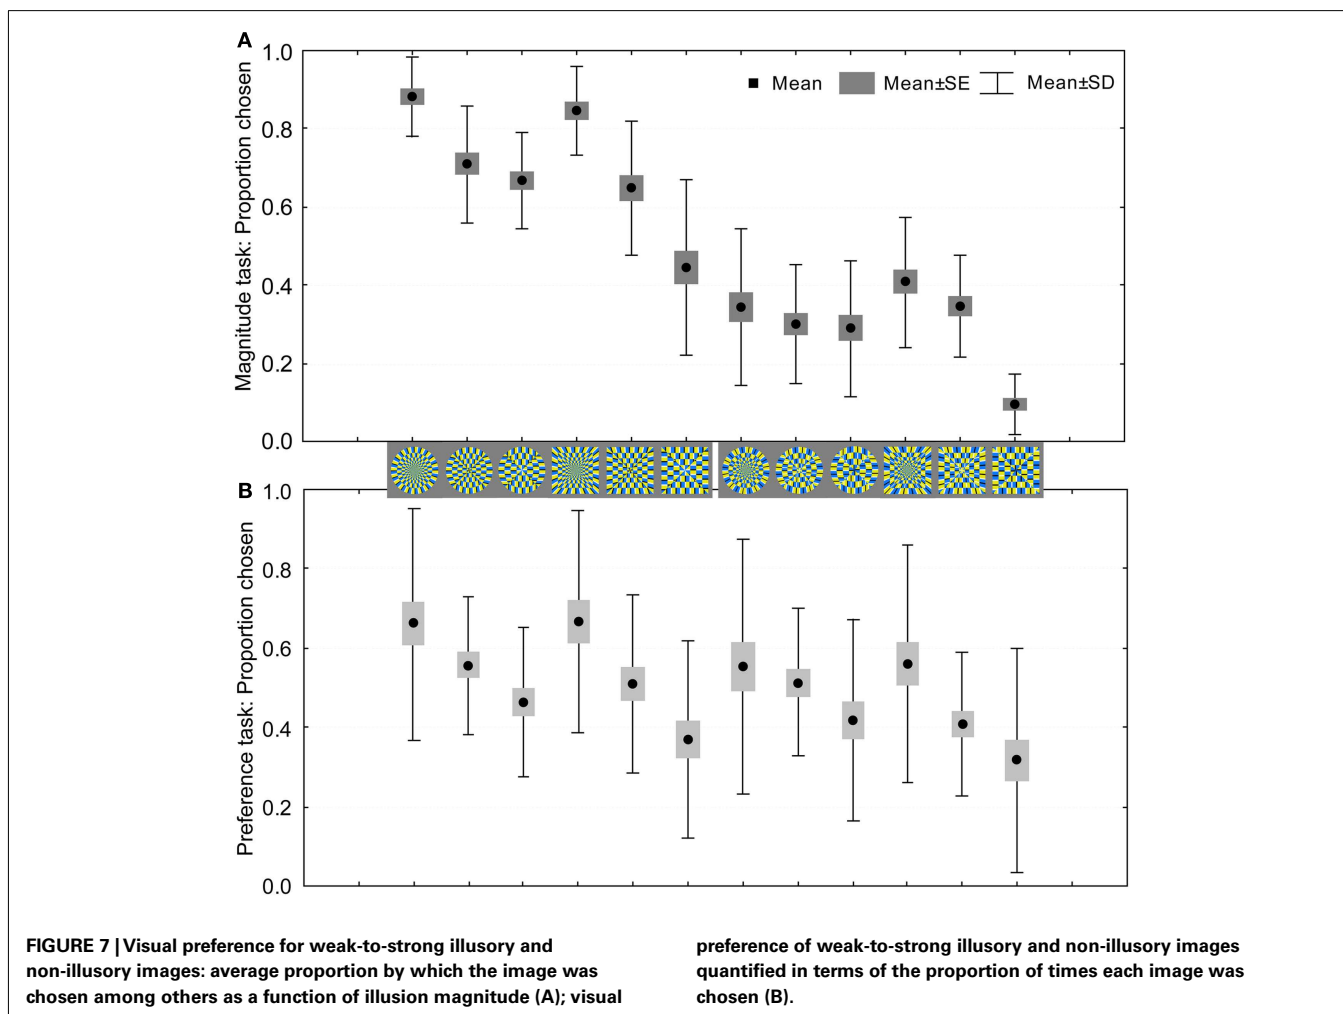 A
1.0
0.8
0.6
0.4
0.2
0.0
Magnitude task: Proportion chosen
Mean
Mean±SE
Mean±SD
B
1.0
0.8
0.6
0.4
0.2
0.0
Preference task: Proportion chosen
FIGURE 7 | Visual preference for weak-to-strong illusory and
non-illusory images: average proportion by which the image was
chosen among others as a function of illusion magnitude (A); visual
preference of weak-to-strong illusory and non-illusory images
quantified in terms of the proportion of times each image was
chosen (B).